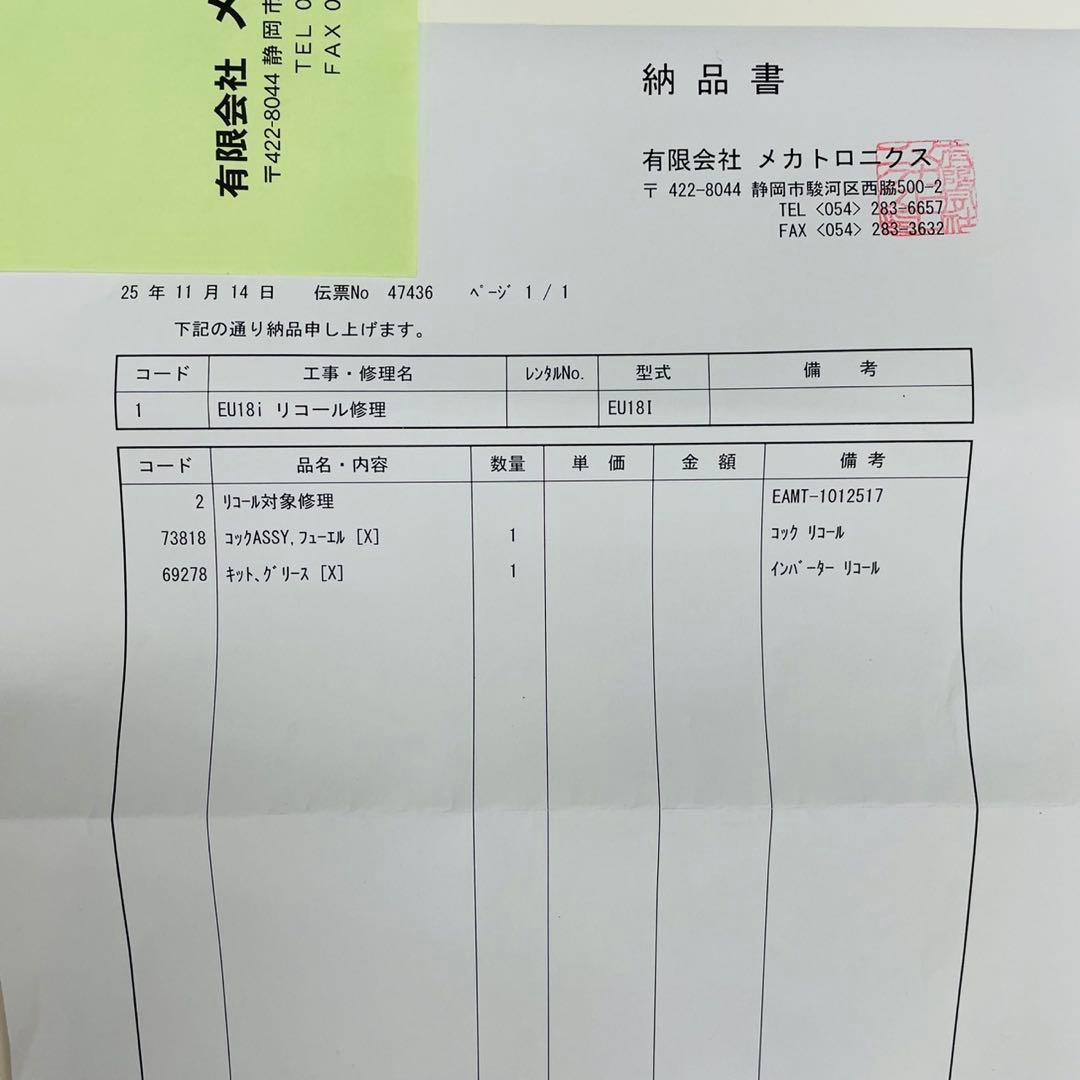 有限会社 メ
〒422-8044 静岡市
TEL 0
FAX 0
納品書
有限会社 メカトロニクス
〒 422-8044 静岡市駿河区西脇500-2
TEL <054> 283-6657
FAX <054> 283-3632
25 年 11 月 14 日 伝票No 47436 ﾍﾟｰｼﾞ 1 / 1
下記の通り納品申し上げます。
コード 工事・修理名 ﾚﾝﾀﾙNo. 型式 備考
1 EU18i リコール修理 EU18I
コード 品名・内容 数量 単価 金額 備考
2 ﾘｺｰﾙ対象修理 EAMT-1012517
73818 ｺｯｸASSY,ﾌｭｰｴﾙ [X] 1 ｺｯｸ ﾘｺｰﾙ
69278 ｷｯﾄ､ｸﾞﾘｰｽ [X] 1 ｲﾝﾊﾞｰﾀｰ ﾘｺｰﾙ